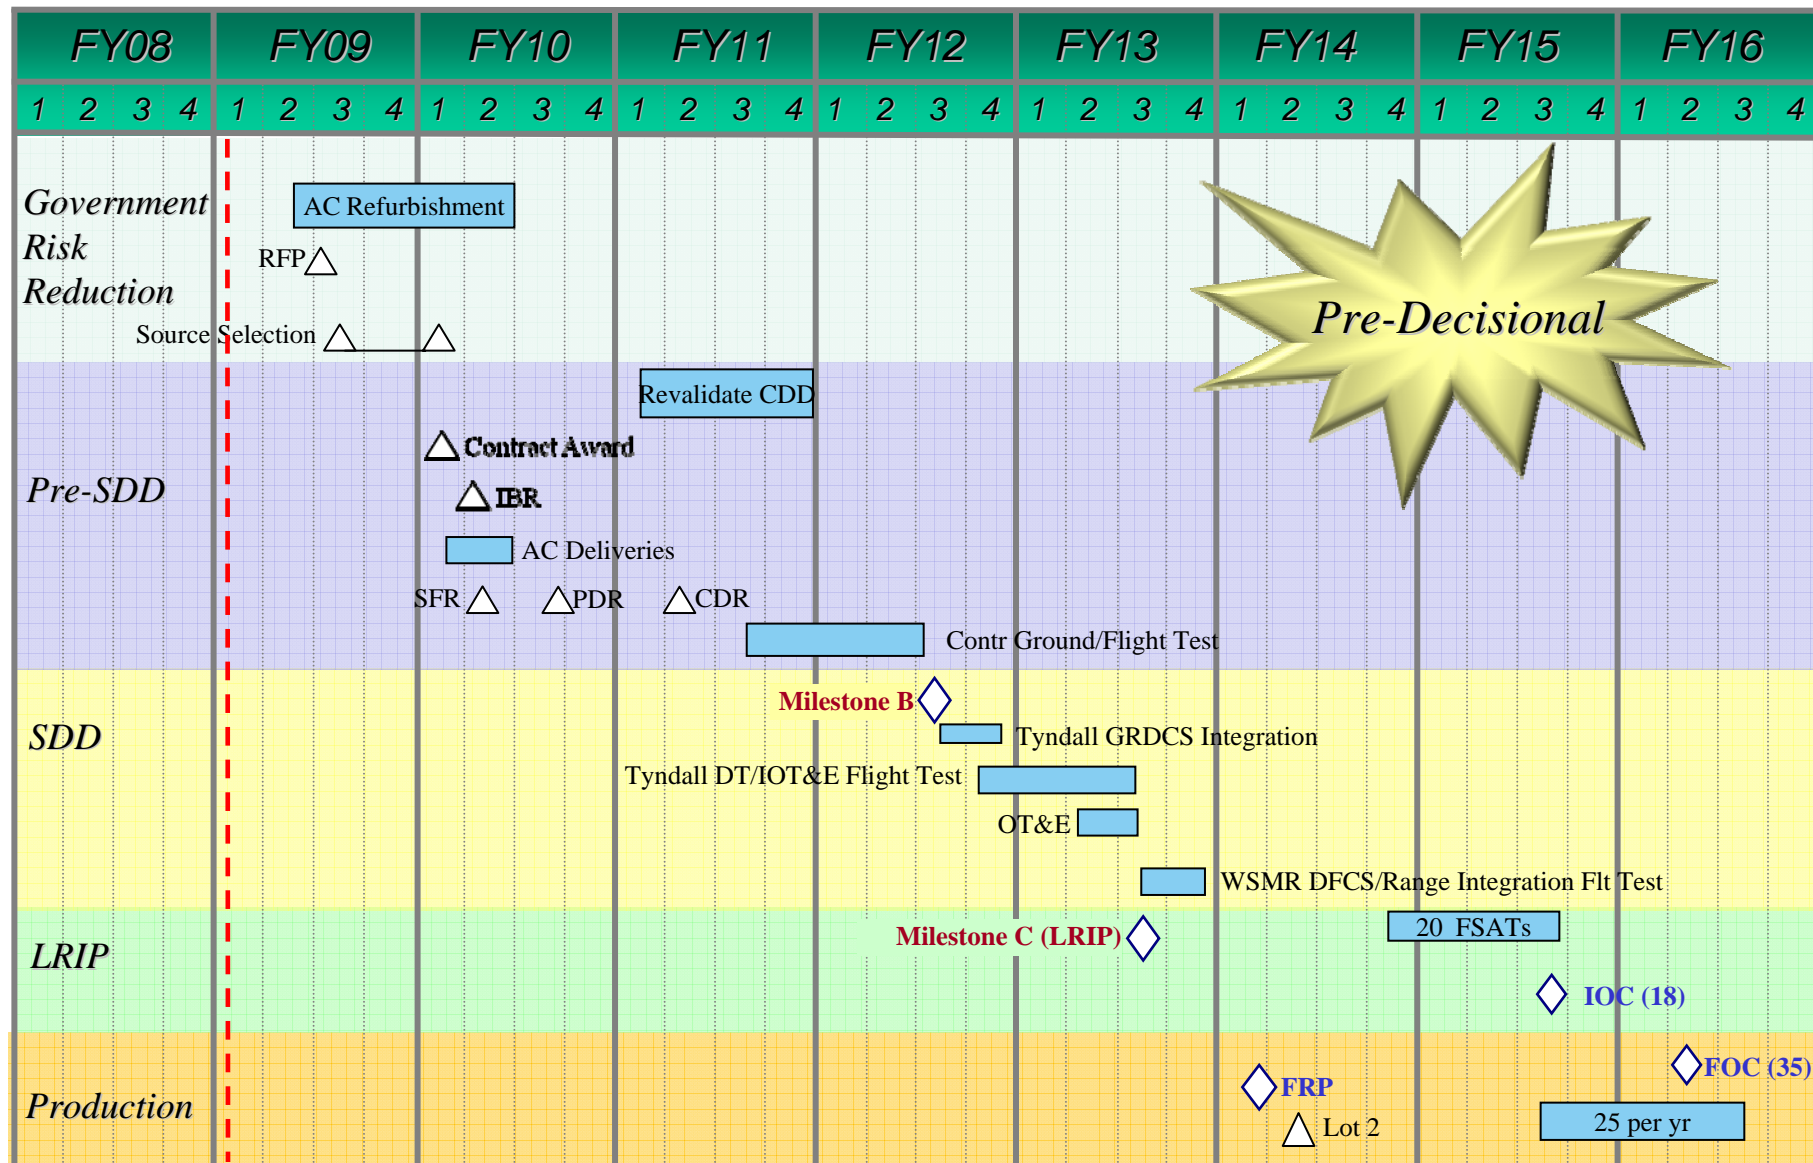 FY08 FY09 FY10 FY11 FY12 FY13 FY14 FY15 FY16
1 2 3 4 1 2 3 4 1 2 3 4 1 2 3 4 1 2 3 4 1 2 3 4 1 2 3 4 1 2 3 4 1 2 3 4
Government
Risk
Reduction
AC Refurbishment
RFP
Source Selection
Pre-Decisional
Pre-SDD
Revalidate CDD
Contract Award
IBR
AC Deliveries
SFR PDR CDR
Contr Ground/Flight Test
SDD
Milestone B
Tyndall GRDCS Integration
Tyndall DT/IOT&E Flight Test
OT&E
WSMR DFCS/Range Integration Flt Test
LRIP
20 FSATs
Milestone C (LRIP)
IOC (18)
Production
FOC (35)
FRP
Lot 2
25 per yr